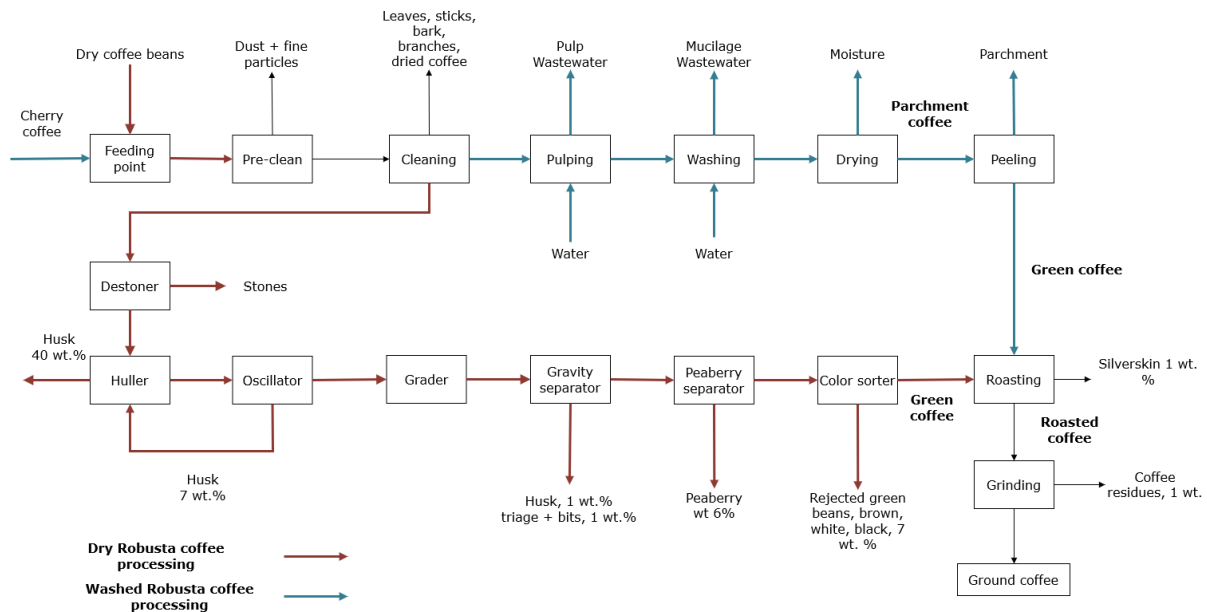 Leaves, sticks,
bark,
branches,
dried coffee
Dry coffee beans
Dust + fine
particles
Pulp
Wastewater
Mucilage
Wastewater
Moisture
Parchment
Cherry
coffee
Parchment
coffee
Feeding
point
Pre-clean
Cleaning
Pulping
Washing
Drying
Peeling
Water
Water
Green coffee
Destoner
Stones
Husk
40 wt.%
Huller
Oscillator
Grader
Gravity
separator
Peaberry
separator
Color sorter
Green
coffee
Roasting
Silverskin 1 wt.
%
Roasted
coffee
Husk
7 wt.%
Husk, 1 wt.%
triage + bits, 1 wt.%
Peaberry
wt 6%
Rejected green
beans, brown,
white, black, 7
wt. %
Grinding
Coffee
residues, 1 wt.
Ground coffee
Dry Robusta coffee
processing
Washed Robusta coffee
processing